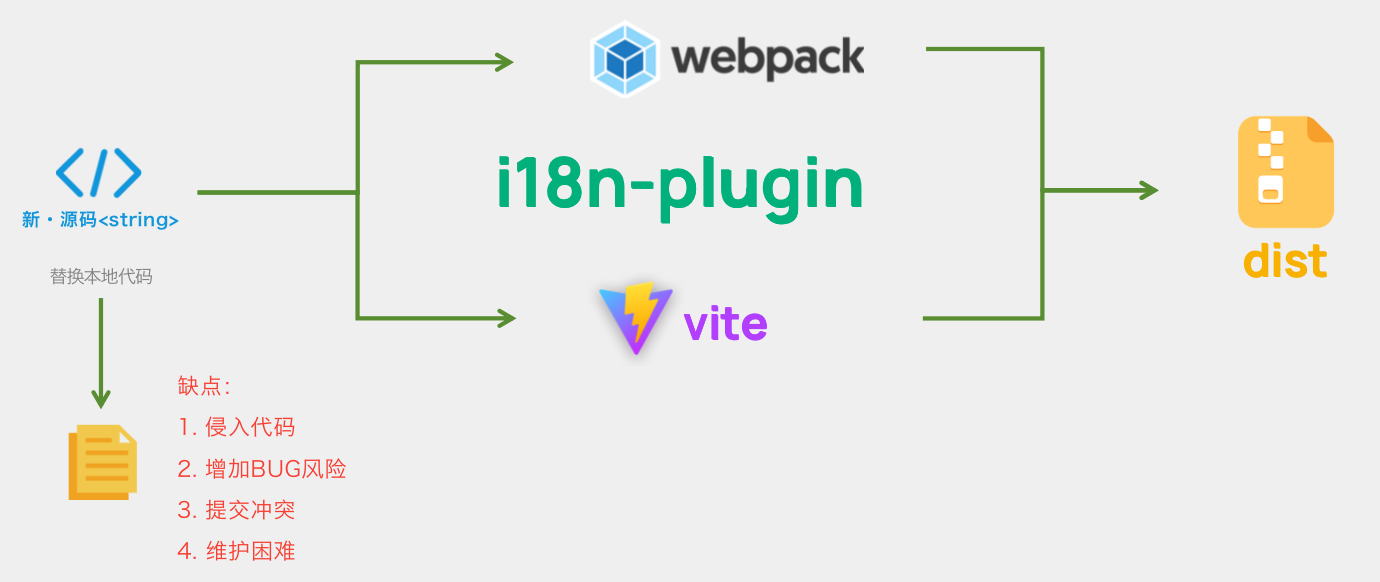 webpack
i18n-plugin
新·源码<string>
替换本地代码
dist
vite
缺点：
1. 侵入代码
2. 增加BUG风险
3. 提交冲突
4. 维护困难